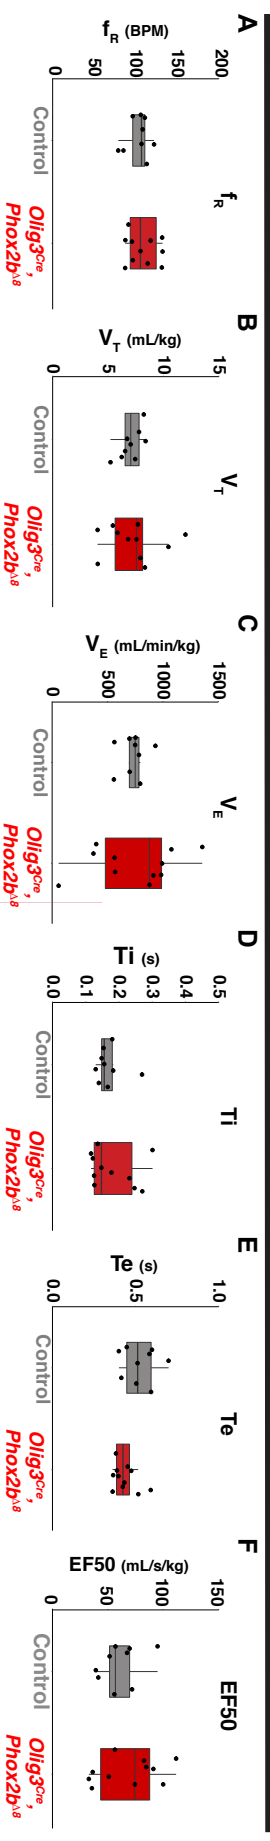 A
f_R
f_R (BPM)
200
150
100
50
0
Control
Olig3^Cre,
Phox2b^Δ8
B
V_T
V_T (mL/kg)
15
10
5
0
Control
Olig3^Cre,
Phox2b^Δ8
C
V_E
V_E (mL/min/kg)
1500
1000
500
0
Control
Olig3^Cre,
Phox2b^Δ8
D
Ti
Ti (s)
0.5
0.4
0.3
0.2
0.1
0.0
Control
Olig3^Cre,
Phox2b^Δ8
E
Te
Te (s)
1.0
0.5
0.0
Control
Olig3^Cre,
Phox2b^Δ8
F
EF50
EF50 (mL/s/kg)
150
100
50
0
Control
Olig3^Cre,
Phox2b^Δ8